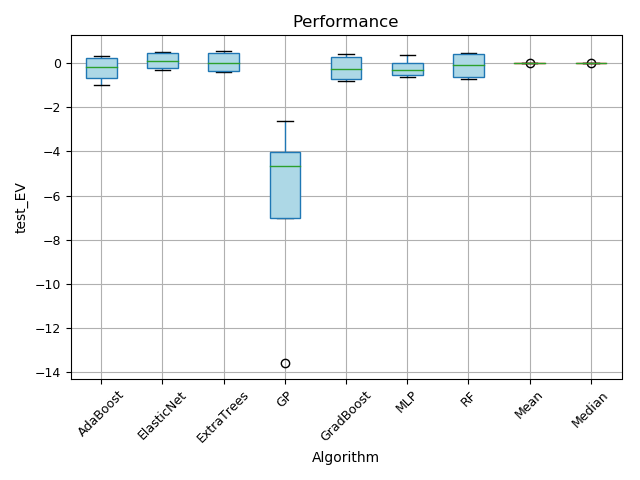 Performance
test_EV
0
−2
−4
−6
−8
−10
−12
−14
AdaBoost
ElasticNet
ExtraTrees
GP
GradBoost
MLP
RF
Mean
Median
Algorithm